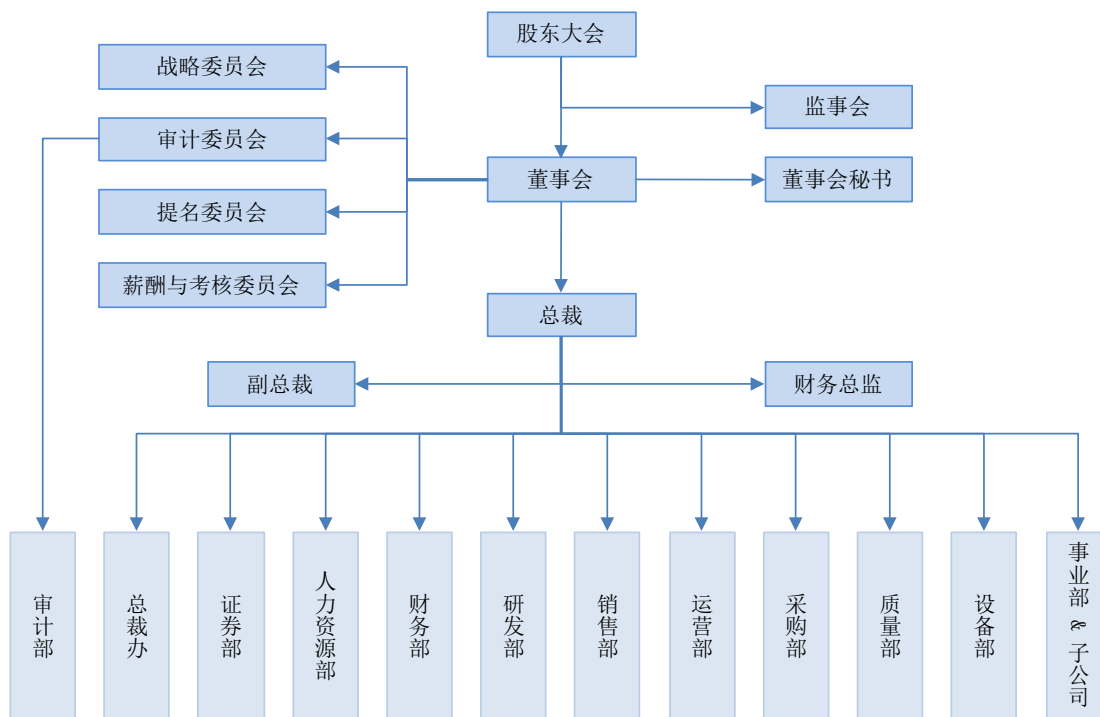 股东大会
战略委员会
监事会
审计委员会
董事会
董事会秘书
提名委员会
薪酬与考核委员会
总裁
副总裁
财务总监
审计部
总裁办
证券部
人力资源部
财务部
研发部
销售部
运营部
采购部
质量部
设备部
事业部 & 子公司